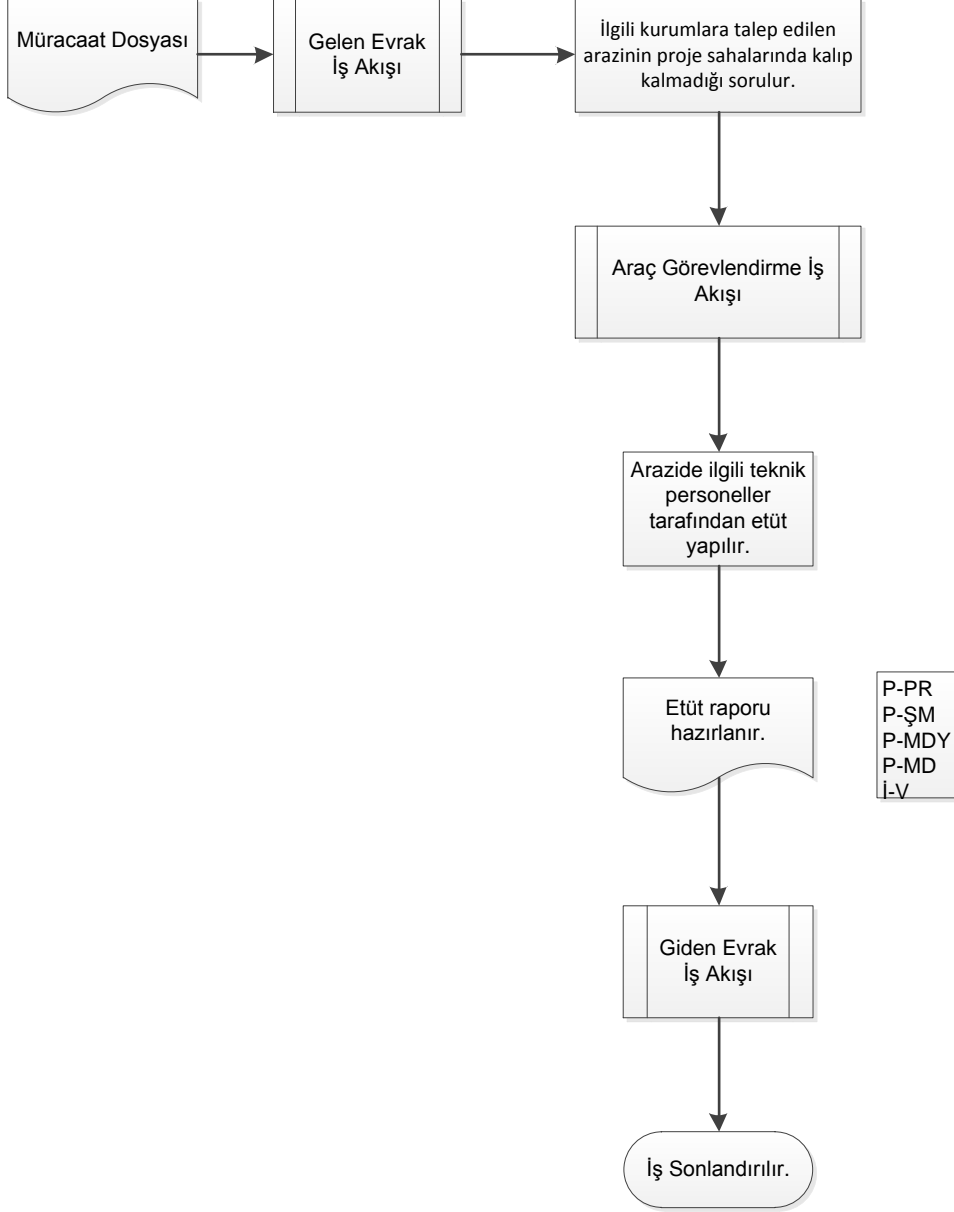 Müracaat Dosyası
Gelen Evrak
İş Akışı
İlgili kurumlara talep edilen
arazinin proje sahalarında kalıp
kalmadığı sorulur.
Araç Görevlendirme İş
Akışı
Arazide ilgili teknik
personeller
tarafından etüt
yapılır.
Etüt raporu
hazırlanır.
P-PR
P-ŞM
P-MDY
P-MD
İ-V
Giden Evrak
İş Akışı
İş Sonlandırılır.